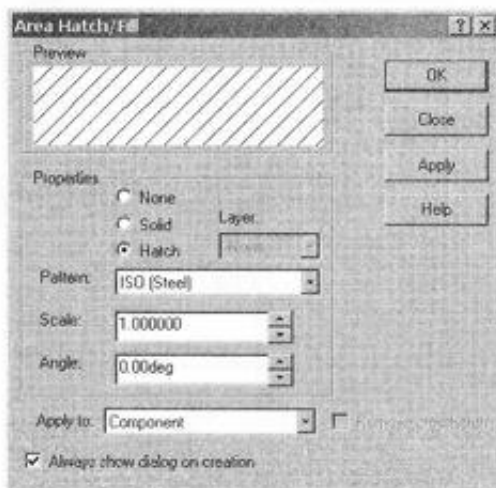 Area Hatch/Fill
Preview
OK
Close
Apply
Help
Properties
None
Solid
Hatch
Layer
Pattern:
ISO (Steel)
Scale:
1.000000
Angle:
0.00deg
Apply to:
Component
Always show dialog on creation